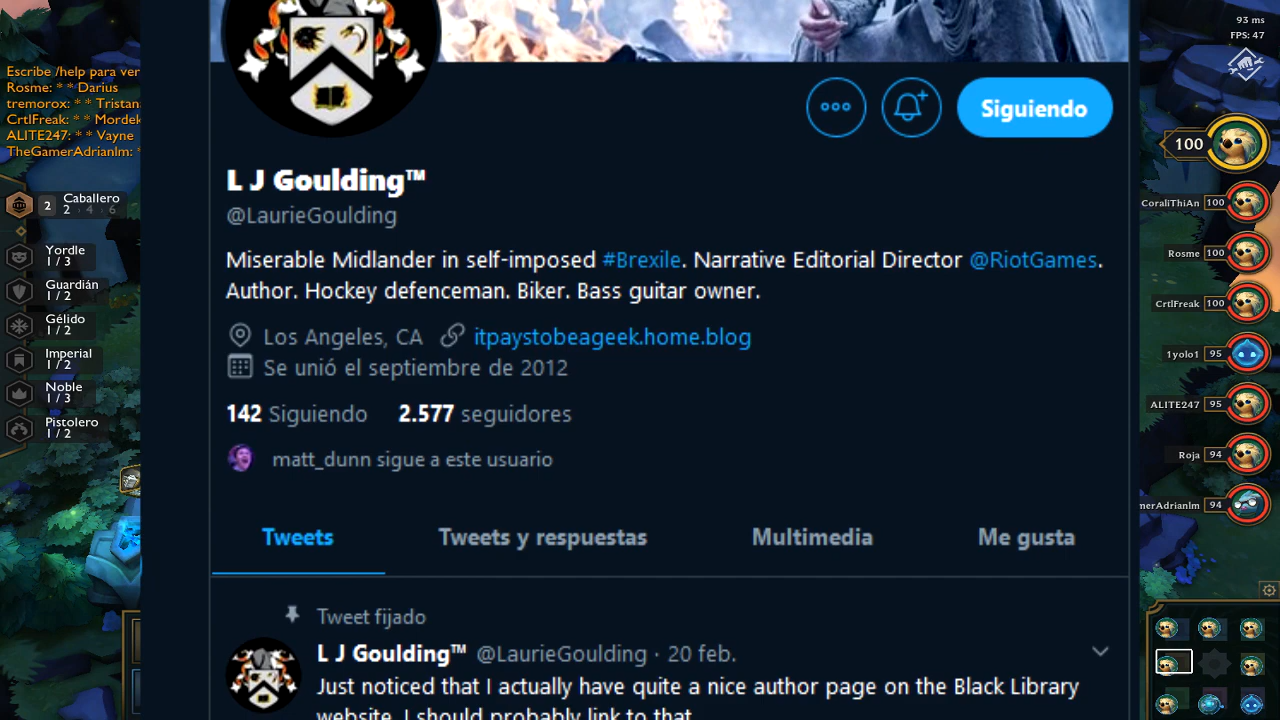 93 ms
FPS: 47
Escribe /help para ver
Rosme: * * Darius
tremorox: * * Tristan
CrtlFreak: * * Mordek
ALITE247: * * Vayne
TheGamerAdrianlm: *
2 Caballero
2 · 4 · 6
Yordle
1 / 3
Guardián
1 / 2
Gélido
1 / 2
Imperial
1 / 2
Noble
1 / 3
Pistolero
1 / 2
Siguiendo
L J Goulding™
@LaurieGoulding
Miserable Midlander in self-imposed #Brexile. Narrative Editorial Director @RiotGames.
Author. Hockey defenceman. Biker. Bass guitar owner.
Los Angeles, CA itpaystobeageek.home.blog
Se unió el septiembre de 2012
142 Siguiendo 2.577 seguidores
matt_dunn sigue a este usuario
Tweets Tweets y respuestas Multimedia Me gusta
Tweet fijado
L J Goulding™ @LaurieGoulding · 20 feb.
Just noticed that I actually have quite a nice author page on the Black Library
website. I should probably link to that
100
CoraliThiAn 100
Rosme 100
CrtlFreak 100
1yolo1 95
ALITE247 95
Roja 94
merAdrianlm 94